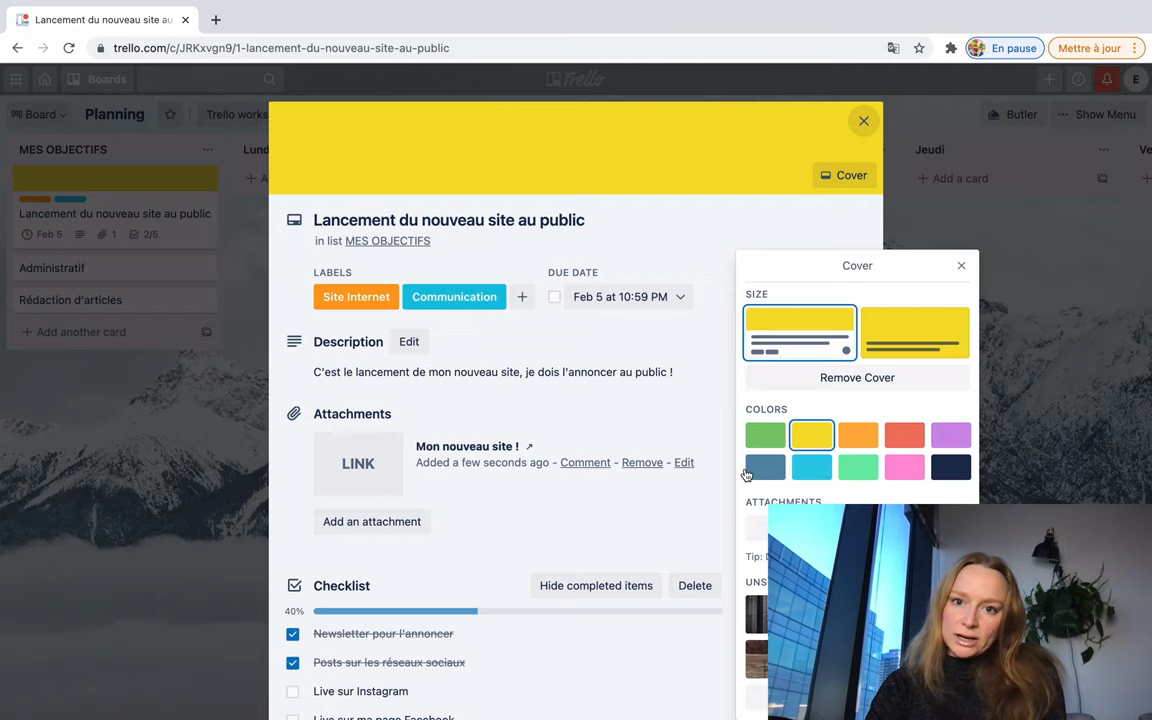 Lancement du nouveau site au
trello.com/c/JRKxvgn9/1-lancement-du-nouveau-site-au-public
En pause
Mettre à jour
Boards
Trello
E
Board
Planning
Trello works
Butler
Show Menu
MES OBJECTIFS
Lancement du nouveau site au public
Feb 5
1
2/5
Administratif
Rédaction d'articles
+ Add another card
Jeudi
+ Add a card
Cover
Lancement du nouveau site au public
in list MES OBJECTIFS
LABELS
Site Internet
Communication
DUE DATE
Feb 5 at 10:59 PM
Description
Edit
C'est le lancement de mon nouveau site, je dois l'annoncer au public !
Attachments
LINK
Mon nouveau site ! ↗
Added a few seconds ago - Comment - Remove - Edit
Add an attachment
Checklist
Hide completed items
Delete
40%
Newsletter pour l'annoncer
Posts sur les réseaux sociaux
Live sur Instagram
Live sur ma page Facebook
Cover
SIZE
Remove Cover
COLORS
ATTACHMENTS
Tip:
UNS